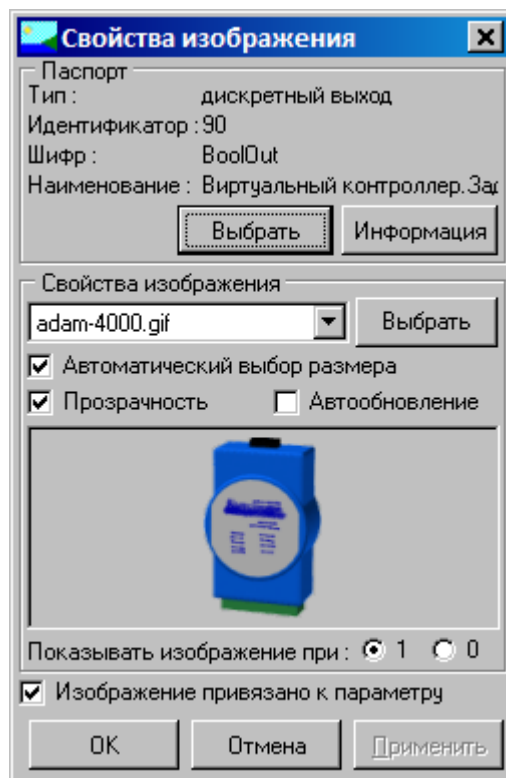 Свойства изображения
Паспорт
Тип : дискретный выход
Идентификатор : 90
Шифр : BoolOut
Наименование : Виртуальный контроллер.
Выбрать Информация
Свойства изображения
adam-4000.gif Выбрать
Автоматический выбор размера
Прозрачность Автообновление
Показывать изображение при : 1 0
Изображение привязано к параметру
OK Отмена Применить